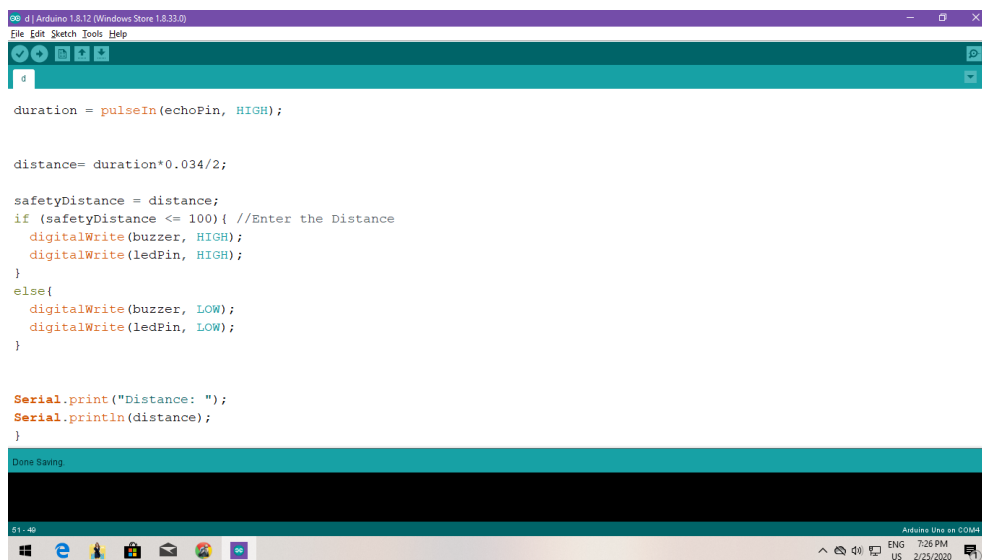 d | Arduino 1.8.12 (Windows Store 1.8.33.0)
File Edit Sketch Tools Help
d
duration = pulseIn(echoPin, HIGH);
distance= duration*0.034/2;
safetyDistance = distance;
if (safetyDistance <= 100){ //Enter the Distance
  digitalWrite(buzzer, HIGH);
  digitalWrite(ledPin, HIGH);
}
else{
  digitalWrite(buzzer, LOW);
  digitalWrite(ledPin, LOW);
}
Serial.print("Distance: ");
Serial.println(distance);
}
Done Saving.
51 - 49
Arduino Uno on COM4
ENG 7:26 PM
US 2/25/2020